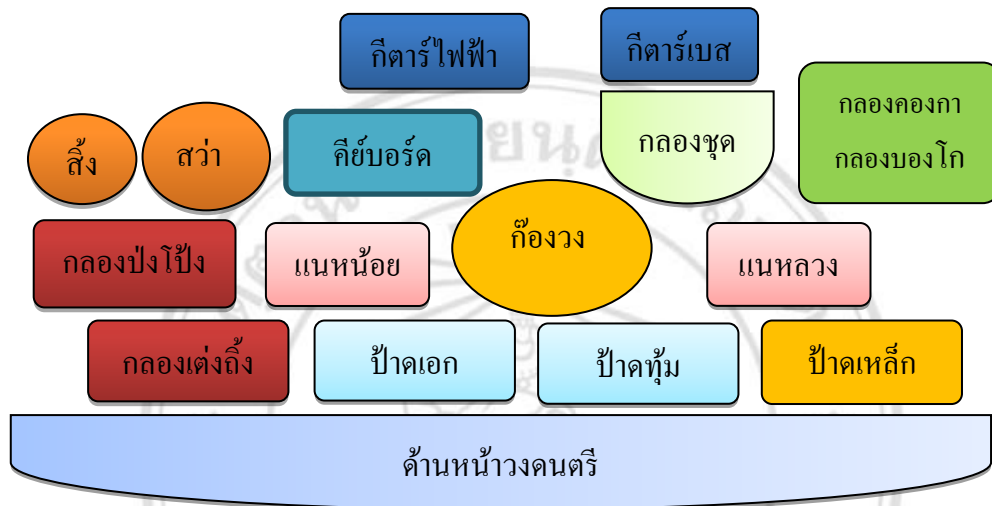 กีตาร์ไฟฟ้า
กีตาร์เบส
กลองคองกา
กลองบองโก
สิ้ง
สว่า
คีย์บอร์ด
กลองชุด
กลองป่งโป้ง
แนหน้อย
ก๊องวง
แนหลวง
กลองเต่งถิ้ง
ป้าดเอก
ป้าดทุ้ม
ป้าดเหล็ก
ด้านหน้าวงดนตรี